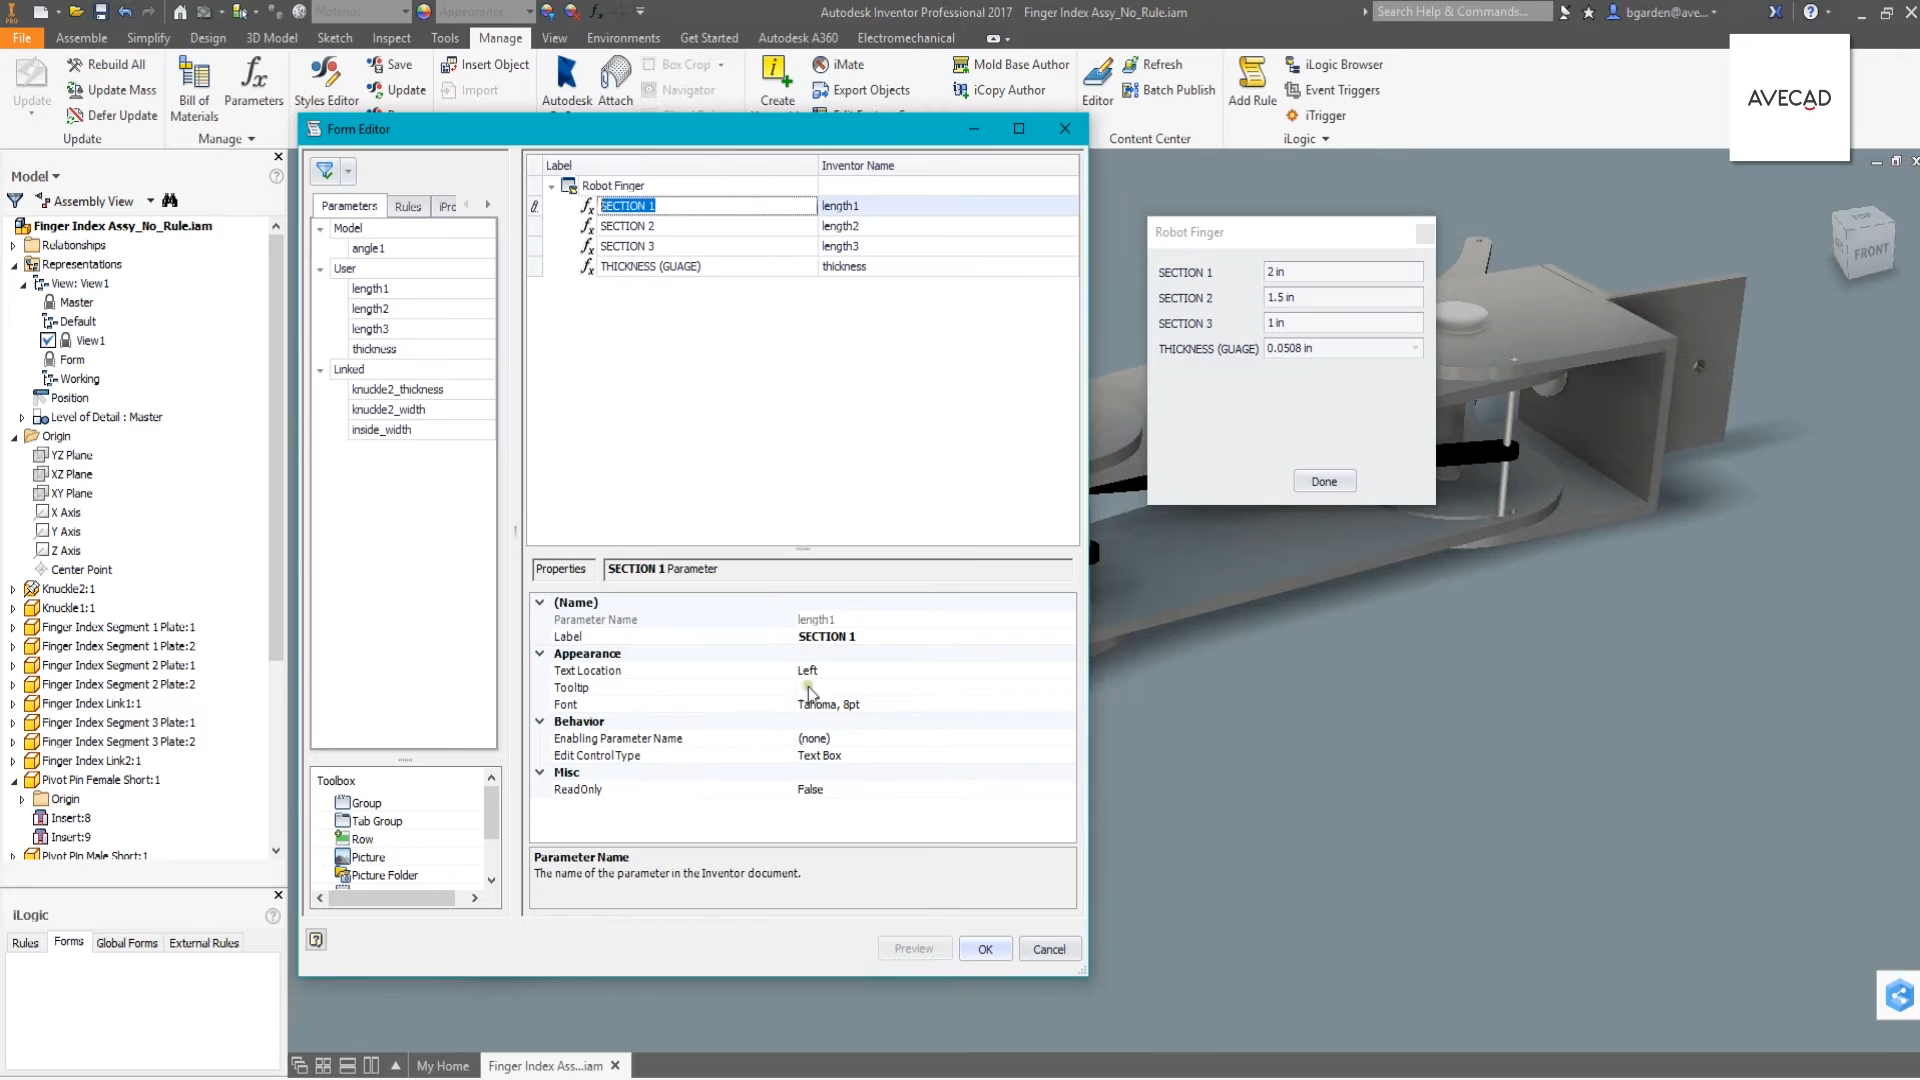 PRO
Material
Appearance
Autodesk Inventor Professional 2017 Finger Index Assy_No_Rule.iam
Search Help & Commands...
bgarden@ave...
File
Assemble
Simplify
Design
3D Model
Sketch
Inspect
Tools
Manage
View
Environments
Get Started
Autodesk A360
Electromechanical
Update
Rebuild All
Update Mass
Defer Update
Update
Bill of Materials
Parameters
Manage
Styles Editor
Save
Update
Insert Object
Import
Autodesk
Attach
Box Crop
Navigator
Create
iMate
Export Objects
Mold Base Author
iCopy Author
Editor
Refresh
Batch Publish
Content Center
Add Rule
iLogic Browser
Event Triggers
iTrigger
iLogic
AVECAD
Model
Assembly View
Finger Index Assy_No_Rule.iam
Relationships
Representations
View: View1
Master
Default
View1
Form
Working
Position
Level of Detail : Master
Origin
YZ Plane
XZ Plane
XY Plane
X Axis
Y Axis
Z Axis
Center Point
Knuckle2:1
Knuckle1:1
Finger Index Segment 1 Plate:1
Finger Index Segment 1 Plate:2
Finger Index Segment 2 Plate:1
Finger Index Segment 2 Plate:2
Finger Index Link1:1
Finger Index Segment 3 Plate:1
Finger Index Segment 3 Plate:2
Finger Index Link2:1
Pivot Pin Female Short:1
Origin
Insert:8
Insert:9
Pivot Pin Male Short:1
iLogic
Rules
Forms
Global Forms
External Rules
Form Editor
Parameters
Rules
iPro
Model
angle1
User
length1
length2
length3
thickness
Linked
knuckle2_thickness
knuckle2_width
inside_width
Toolbox
Group
Tab Group
Row
Picture
Picture Folder
Label
Inventor Name
Robot Finger
SECTION 1 length1
SECTION 2 length2
SECTION 3 length3
THICKNESS (GUAGE) thickness
Properties
SECTION 1 Parameter
(Name)
Parameter Name length1
Label SECTION 1
Appearance
Text Location Left
Tooltip
Font Tahoma, 8pt
Behavior
Enabling Parameter Name (none)
Edit Control Type Text Box
Misc
ReadOnly False
Parameter Name
The name of the parameter in the Inventor document.
Preview
OK
Cancel
Robot Finger
SECTION 1 2 in
SECTION 2 1.5 in
SECTION 3 1 in
THICKNESS (GUAGE) 0.0508 in
Done
TOP
FRONT
My Home
Finger Index Ass...iam